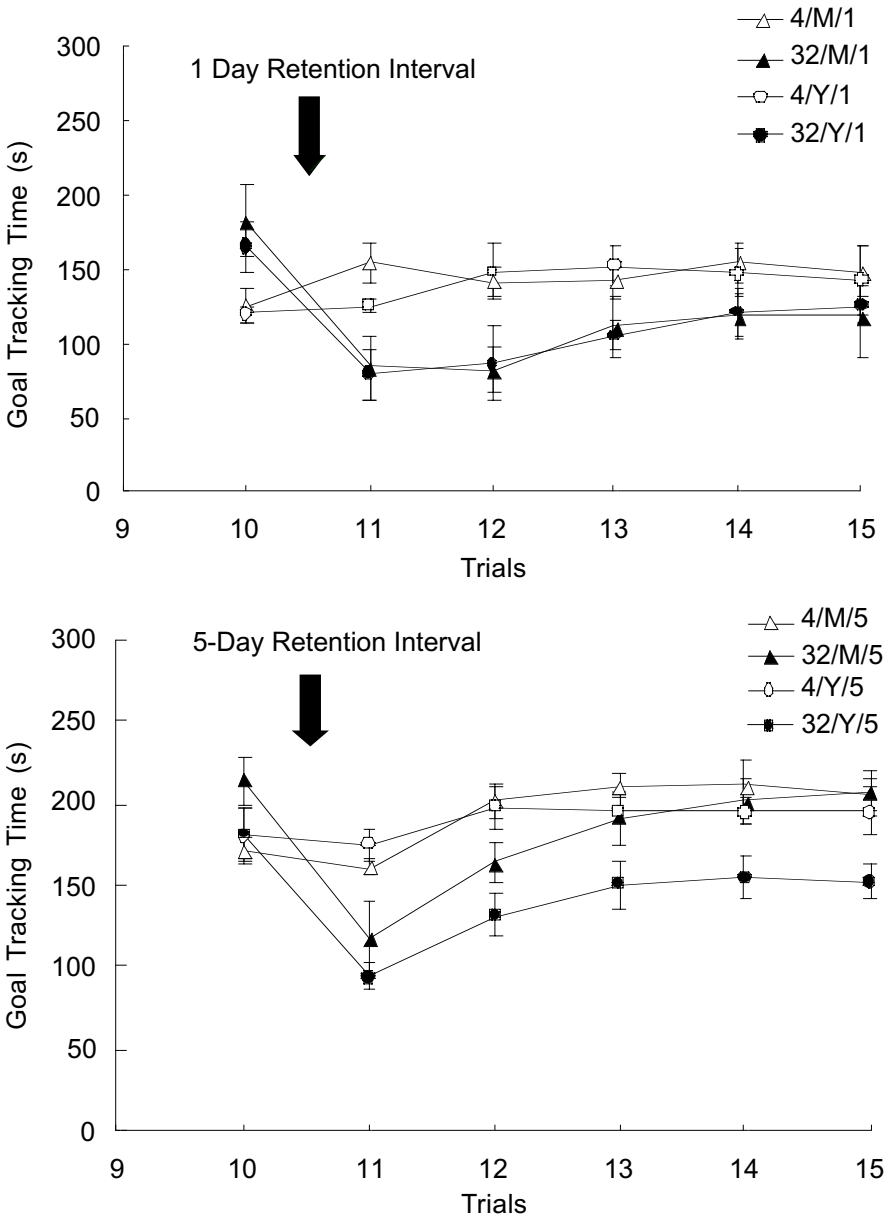 4/M/1
300
32/M/1
1 Day Retention Interval
4/Y/1
250
32/Y/1
200
150
100
50
0
Goal Tracking Time (s)
9 10 11 12 13 14 15
Trials
4/M/5
300
5-Day Retention Interval
32/M/5
4/Y/5
250
32/Y/5
200
150
100
50
0
Goal Tracking Time (s)
9 10 11 12 13 14 15
Trials